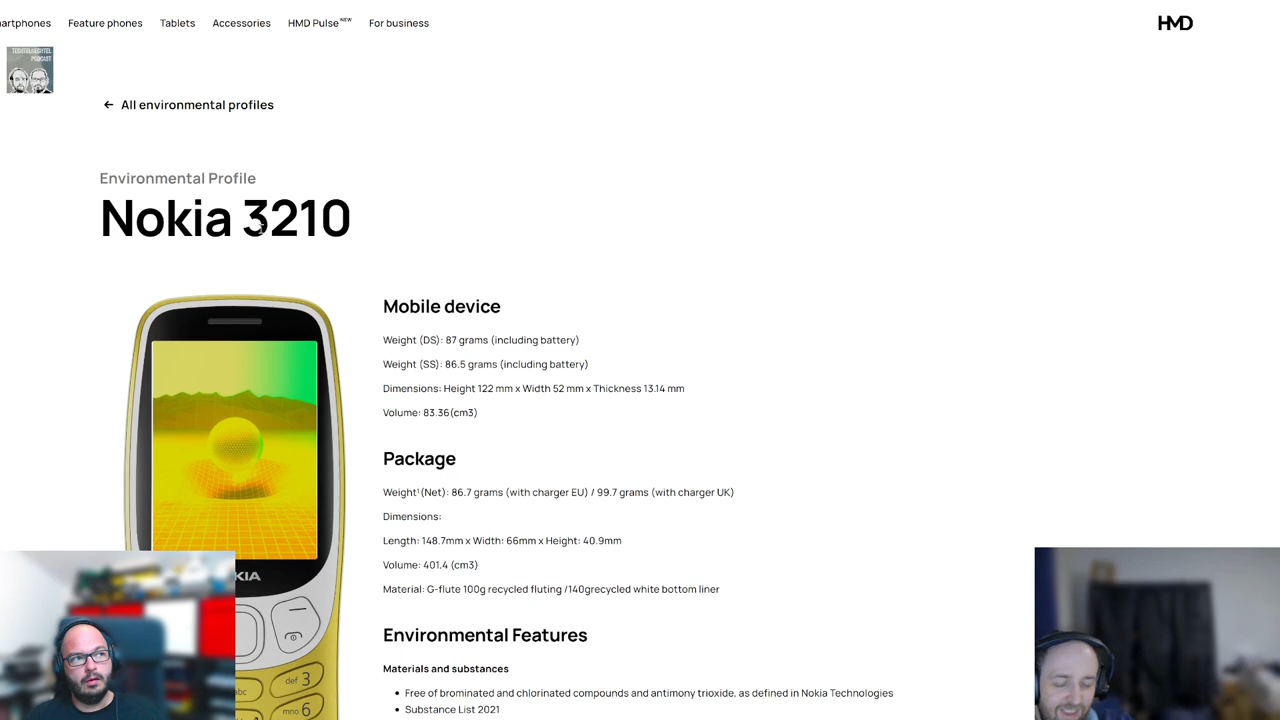 artphones Feature phones Tablets Accessories HMD Pulse NEW For business HMD
TECHTELMECHTEL
PODCAST
← All environmental profiles
Environmental Profile
Nokia 3210
Mobile device
Weight (DS): 87 grams (including battery)
Weight (SS): 86.5 grams (including battery)
Dimensions: Height 122 mm x Width 52 mm x Thickness 13.14 mm
Volume: 83.36(cm3)
Package
Weight¹(Net): 86.7 grams (with charger EU) / 99.7 grams (with charger UK)
Dimensions:
Length: 148.7mm x Width: 66mm x Height: 40.9mm
Volume: 401.4 (cm3)
Material: G-flute 100g recycled fluting /140grecycled white bottom liner
KIA
abc
def 3
mno 6
Environmental Features
Materials and substances
• Free of brominated and chlorinated compounds and antimony trioxide, as defined in Nokia Technologies
• Substance List 2021